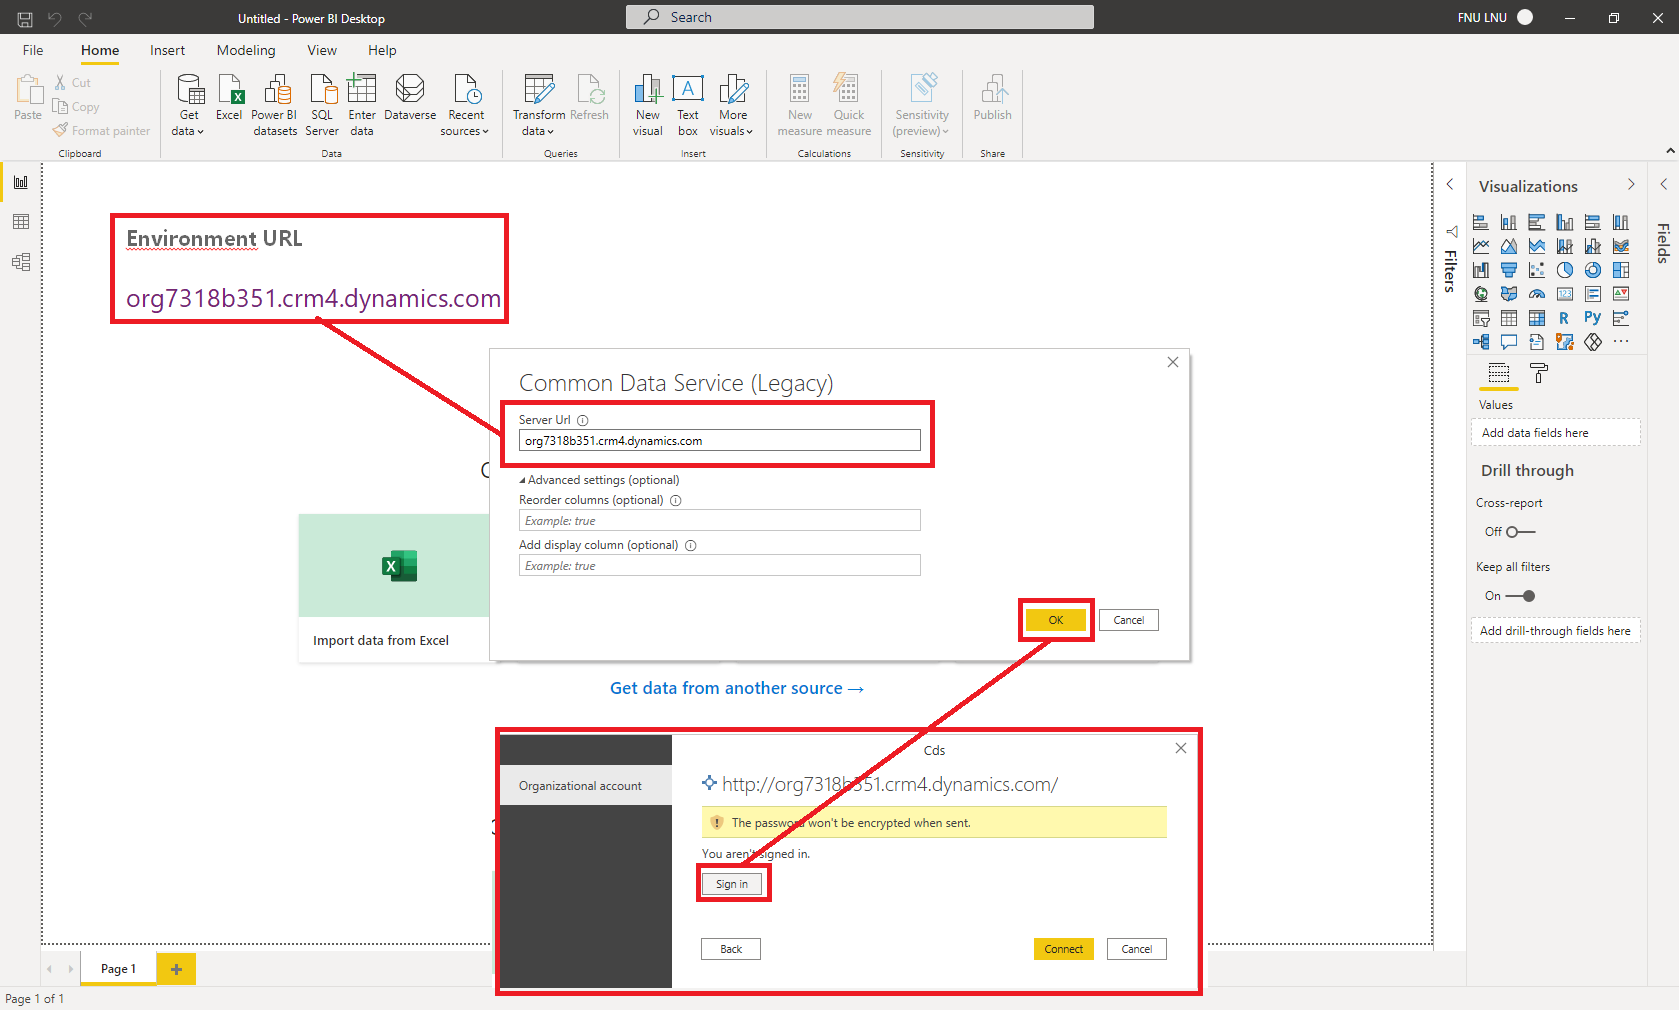 Untitled - Power BI Desktop
Search
FNU LNU
File Home Insert Modeling View Help
Paste
Cut
Copy
Format painter
Clipboard
Get data
Excel
Power BI datasets
SQL Server
Enter data
Dataverse
Recent sources
Data
Transform data
Refresh
Queries
New visual
Text box
More visuals
Insert
New measure
Quick measure
Calculations
Sensitivity (preview)
Sensitivity
Publish
Share
Environment URL
org7318b351.crm4.dynamics.com
Common Data Service (Legacy)
Server Url
org7318b351.crm4.dynamics.com
Advanced settings (optional)
Reorder columns (optional)
Example: true
Add display column (optional)
Example: true
OK
Cancel
Import data from Excel
Get data from another source →
Cds
Organizational account
http://org7318b351.crm4.dynamics.com/
The password won't be encrypted when sent.
You aren't signed in.
Sign in
Back
Connect
Cancel
Filters
Visualizations
Fields
123
R
Py
Values
Add data fields here
Drill through
Cross-report
Off
Keep all filters
On
Add drill-through fields here
Page 1
Page 1 of 1